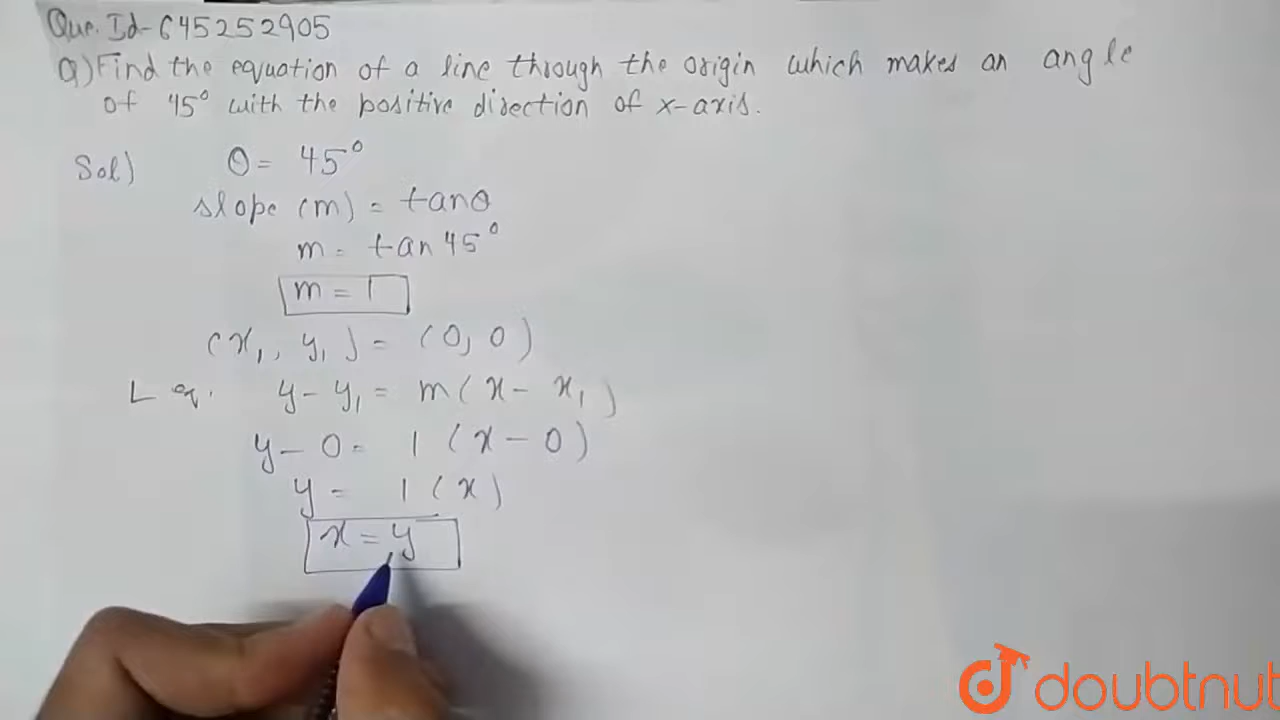 Que. Id-645252905
Q) Find the equation of a line through the origin which makes an angle
of 45° with the positive direction of x-axis.
Sol) θ = 45°
slope (m) = tanθ
m = tan 45°
m = 1
(x₁, y₁) = (0, 0)
L eq. y - y₁ = m(x - x₁)
y - 0 = 1 (x - 0)
y = 1 (x)
x = y
doubtnut